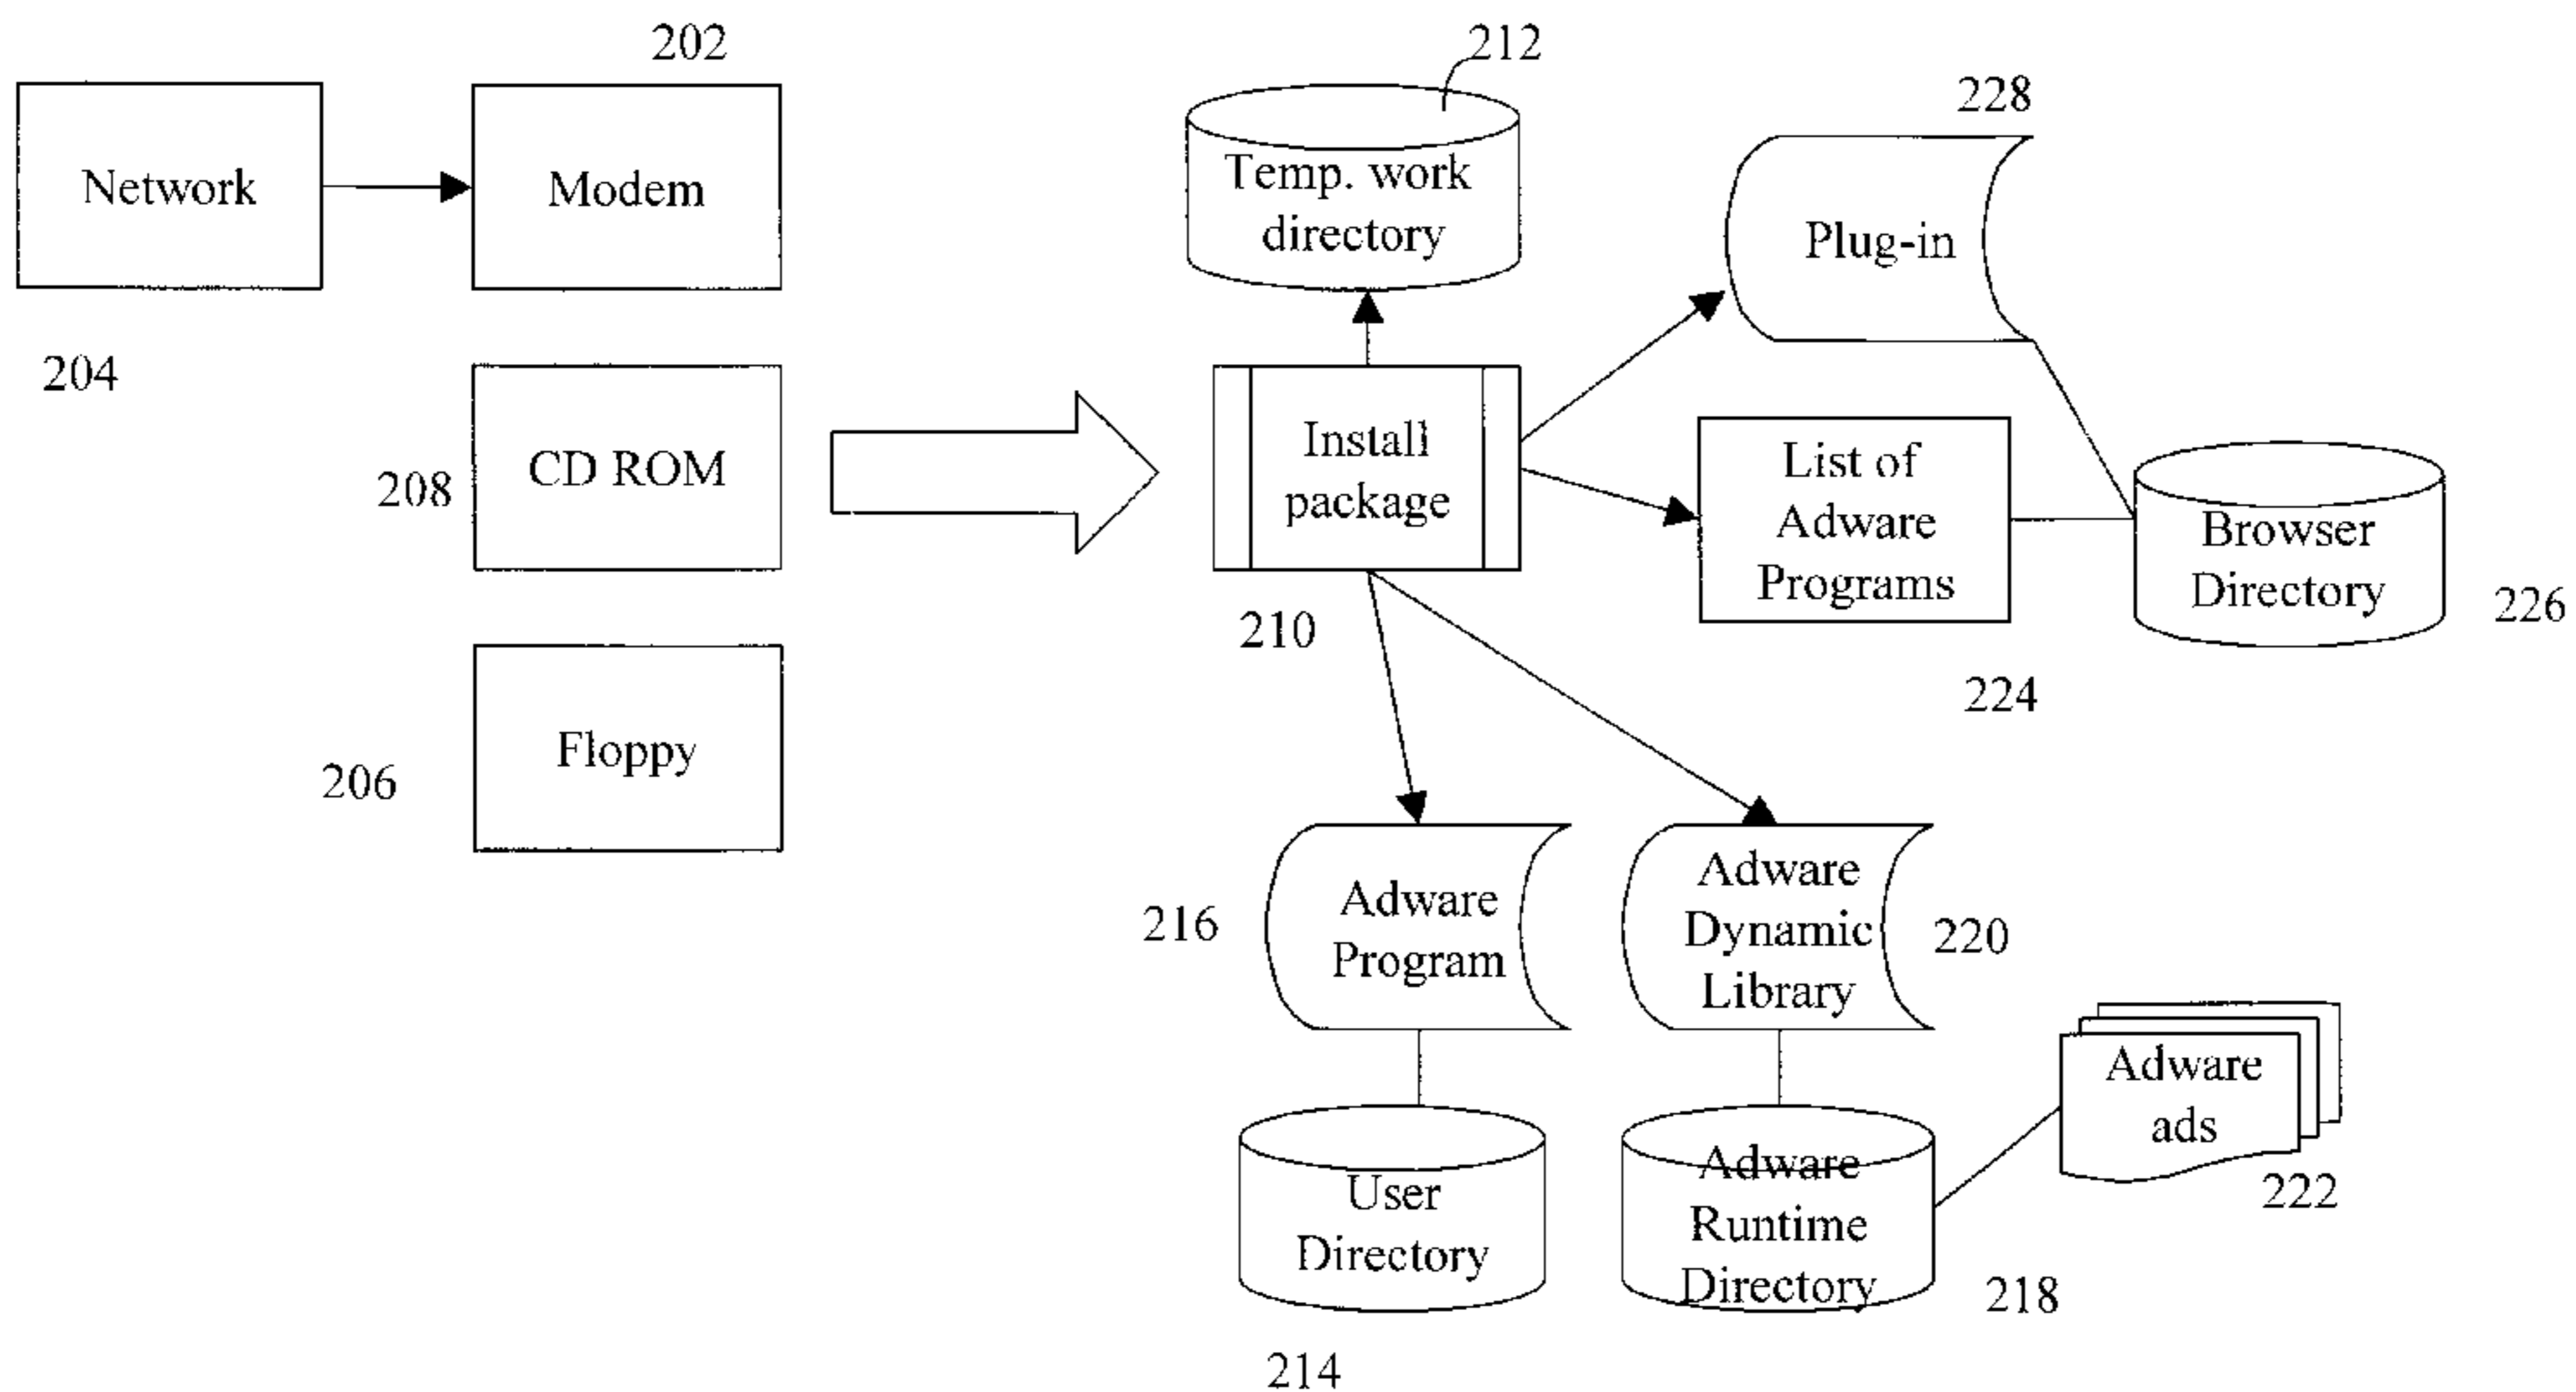 202
Network
Modem
204
208
CD ROM
206
Floppy
212
Temp. work
directory
Install
package
210
228
Plug-in
List of
Adware
Programs
224
Browser
Directory
226
216
Adware
Program
Adware
Dynamic
Library
220
User
Directory
214
Adware
Runtime
Directory
218
Adware
ads
222